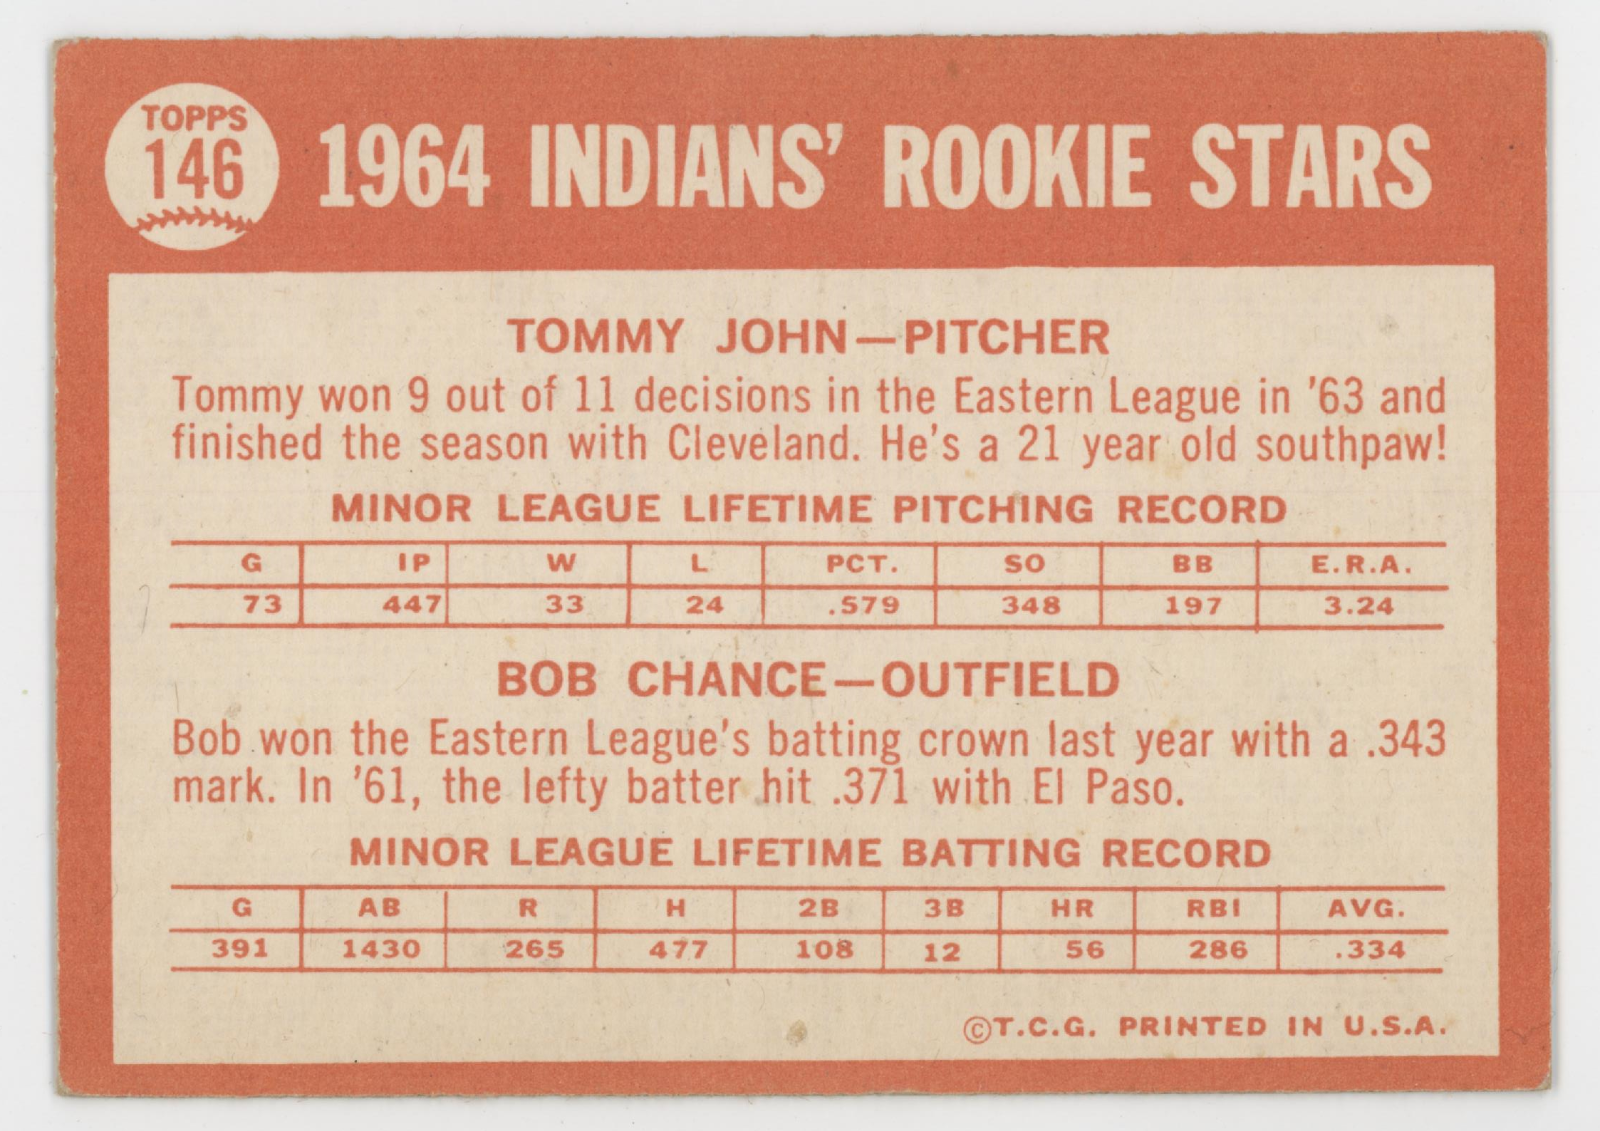 TOPPS
146
1964 INDIANS' ROOKIE STARS
TOMMY JOHN—PITCHER
Tommy won 9 out of 11 decisions in the Eastern League in '63 and
finished the season with Cleveland. He's a 21 year old southpaw!
MINOR LEAGUE LIFETIME PITCHING RECORD
G IP W L PCT. SO BB E.R.A.
73 447 33 24 .579 348 197 3.24
BOB CHANCE—OUTFIELD
Bob won the Eastern League's batting crown last year with a .343
mark. In '61, the lefty batter hit .371 with El Paso.
MINOR LEAGUE LIFETIME BATTING RECORD
G AB R H 2B 3B HR RBI AVG.
391 1430 265 477 108 12 56 286 .334
©T.C.G. PRINTED IN U.S.A.